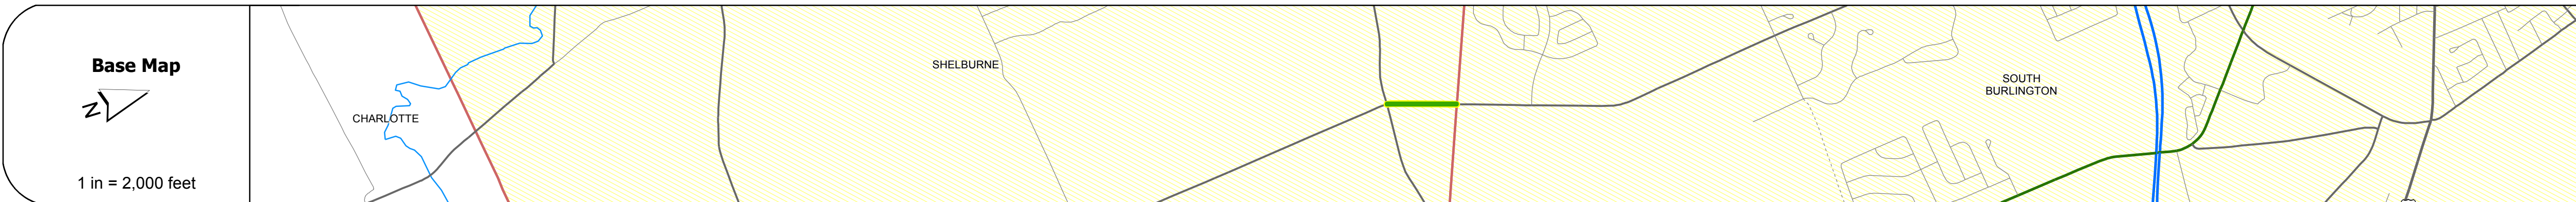 Base Map
N
1 in = 2,000 feet
CHARLOTTE
SHELBURNE
SOUTH
BURLINGTON